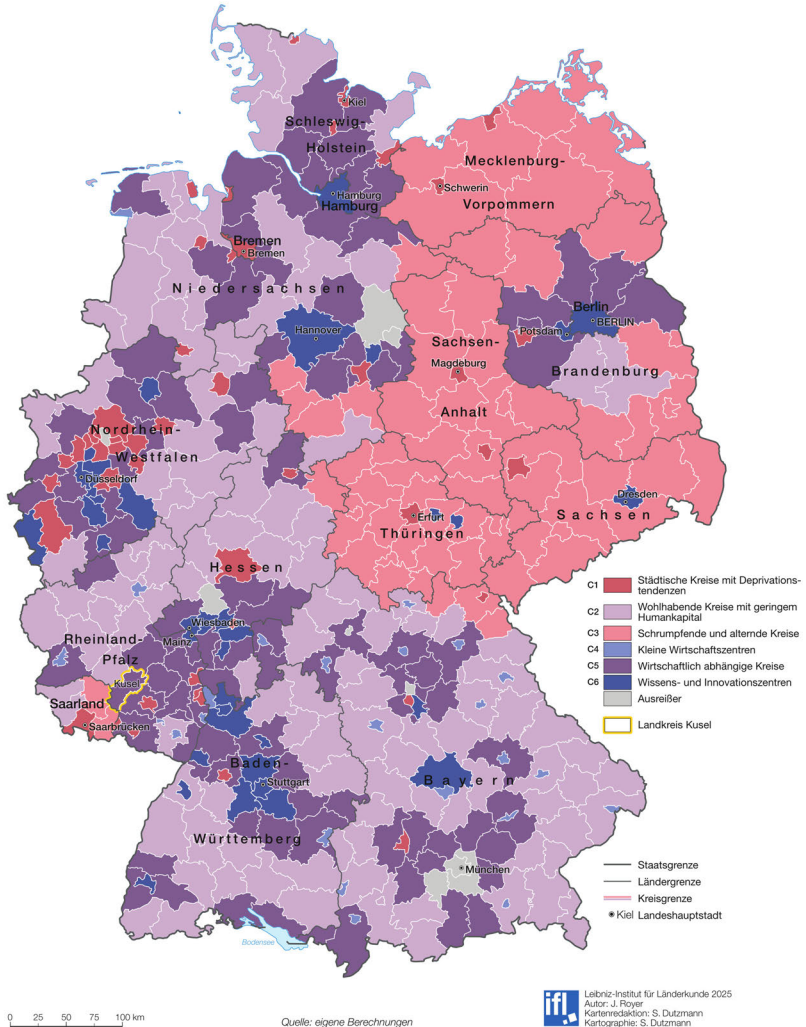 Kiel
Schleswig-
Holstein
Mecklenburg-
Schwerin
Vorpommern
Hamburg
Hamburg
Bremen
Bremen
Niedersachsen
Hannover
Berlin
BERLIN
Potsdam
Sachsen-
Magdeburg
Brandenburg
Anhalt
Nordrhein-
Westfalen
Düsseldorf
Dresden
Sachsen
Erfurt
Thüringen
Hessen
Wiesbaden
Mainz
Rheinland-
Pfalz
Kusel
Saarland
Saarbrücken
Baden-
Stuttgart
Württemberg
Bayern
München
Bodensee
C1 Städtische Kreise mit Deprivations-
tendenzen
C2 Wohlhabende Kreise mit geringem
Humankapital
C3 Schrumpfende und alternde Kreise
C4 Kleine Wirtschaftszentren
C5 Wirtschaftlich abhängige Kreise
C6 Wissens- und Innovationszentren
Ausreißer
Landkreis Kusel
Staatsgrenze
Ländergrenze
Kreisgrenze
Kiel Landeshauptstadt
0 25 50 75 100 km
Quelle: eigene Berechnungen
ifl
Leibniz-Institut für Länderkunde 2025
Autor: J. Royer
Kartenredaktion: S. Dutzmann
Kartographie: S. Dutzmann